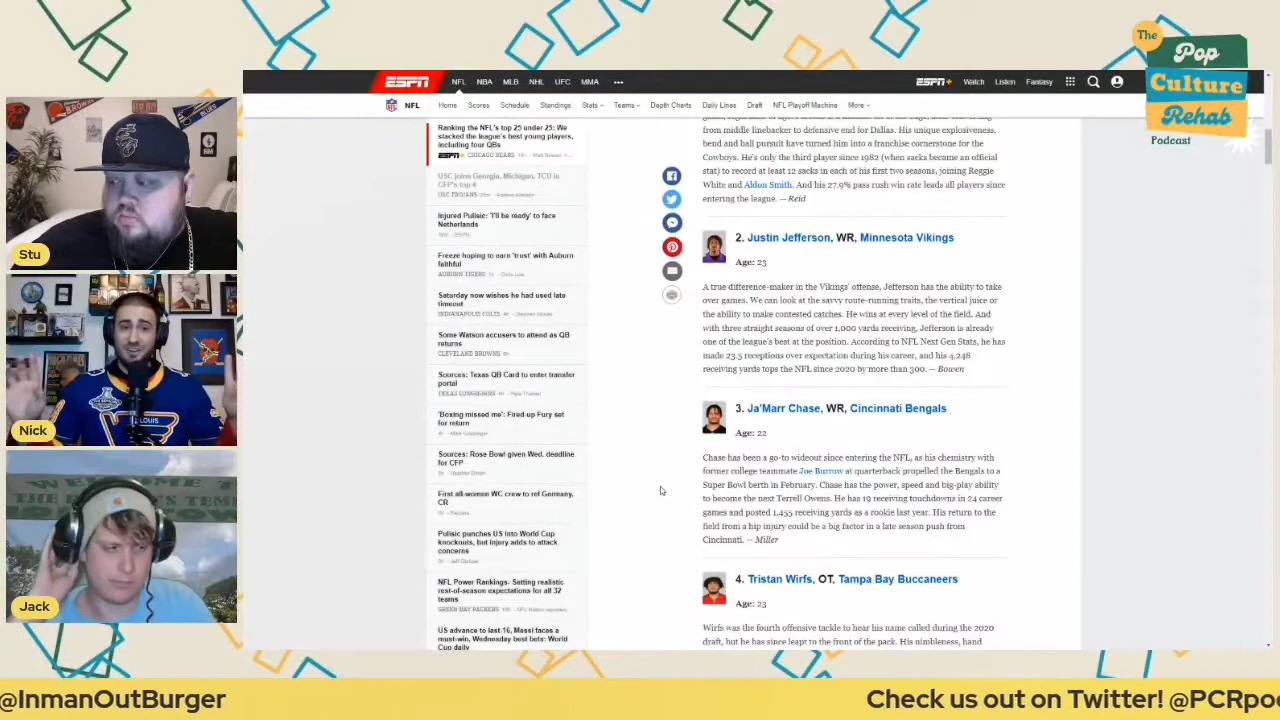 The
Pop
Culture
Rehab
Podcast
ESPN
NFL
NBA
MLB
NHL
UFC
MMA
•••
ESPN+
Watch
Listen
Fantasy
NFL
Home
Scores
Schedule
Standings
Stats
Teams
Depth Charts
Daily Lines
Draft
NFL Playoff Machine
More
Stu
Nick
Jack
BROWNS
BLUES
ST. LOUIS
Ranking the NFL's top 25 under 25: We
stacked the league's best young players,
including four QBs
ESPN+ CHICAGO BEARS
USC joins Georgia, Michigan, TCU in
CFP's top 4
USC TROJANS
Injured Pulisic: 'I'll be ready' to face
Netherlands
Freeze hoping to earn 'trust' with Auburn
faithful
AUBURN TIGERS
Saturday now wishes he had used late
timeout
INDIANAPOLIS COLTS
Some Watson accusers to attend as QB
returns
CLEVELAND BROWNS
Sources: Texas QB Card to enter transfer
portal
TEXAS LONGHORNS
'Boxing missed me': Fired-up Fury set
for return
Sources: Rose Bowl given Wed. deadline
for CFP
First all-women WC crew to ref Germany,
CR
Pulisic punches US into World Cup
knockouts, but injury adds to attack
concerns
NFL Power Rankings: Setting realistic
rest-of-season expectations for all 32
teams
GREEN BAY PACKERS
US advance to last 16, Messi faces a
must-win, Wednesday best bets: World
Cup daily
from middle linebacker to defensive end for Dallas. His unique explosiveness,
bend and ball pursuit have turned him into a franchise cornerstone for the
Cowboys. He's only the third player since 1982 (when sacks became an official
stat) to record at least 12 sacks in each of his first two seasons, joining Reggie
White and Aldon Smith. And his 27.9% pass rush win rate leads all players since
entering the league. -- Reid
2. Justin Jefferson, WR, Minnesota Vikings
Age: 23
A true difference-maker in the Vikings' offense, Jefferson has the ability to take
over games. We can look at the savvy route-running traits, the vertical juice or
the ability to make contested catches. He wins at every level of the field. And
with three straight seasons of over 1,000 yards receiving, Jefferson is already
one of the league's best at the position. According to NFL Next Gen Stats, he has
made 23.5 receptions over expectation during his career, and his 4,248
receiving yards tops the NFL since 2020 by more than 300. -- Bowen
3. Ja'Marr Chase, WR, Cincinnati Bengals
Age: 22
Chase has been a go-to wideout since entering the NFL, as his chemistry with
former college teammate Joe Burrow at quarterback propelled the Bengals to a
Super Bowl berth in February. Chase has the power, speed and big-play ability
to become the next Terrell Owens. He has 19 receiving touchdowns in 24 career
games and posted 1,455 receiving yards as a rookie last year. His return to the
field from a hip injury could be a big factor in a late season push from
Cincinnati. -- Miller
4. Tristan Wirfs, OT, Tampa Bay Buccaneers
Age: 23
Wirfs was the fourth offensive tackle to hear his name called during the 2020
draft, but he has since leapt to the front of the pack. His nimbleness, hand
@InmanOutBurger
Check us out on Twitter! @PCRpo